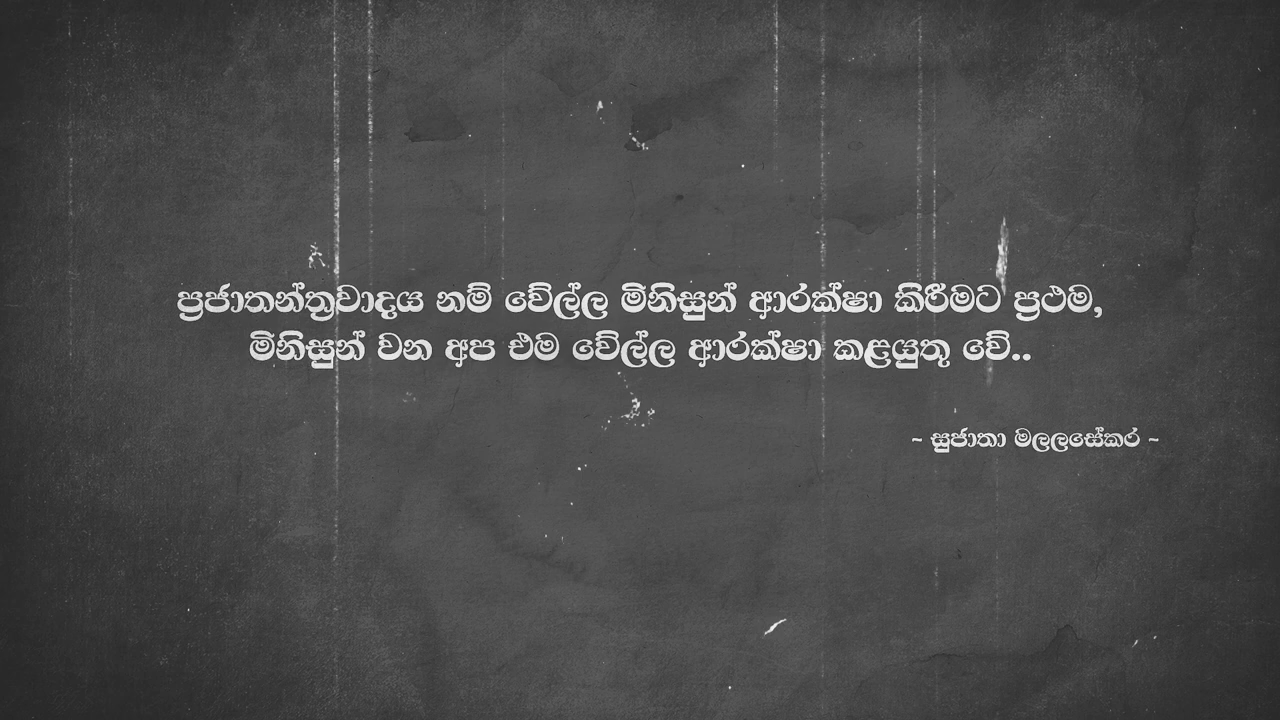 ප්‍රජාතන්ත්‍රවාදය නම් වේල්ල මිනිසුන් ආරක්ෂා කිරීමට ප්‍රථම,
මිනිසුන් වන අප එම වේල්ල ආරක්ෂා කළයුතු වේ..
~ සුජාතා මලලසේකර ~